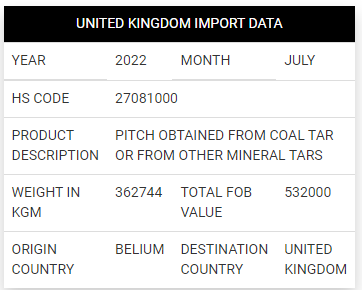 UNITED KINGDOM IMPORT DATA
YEAR 2022 MONTH JULY
HS CODE 27081000
PRODUCT PITCH OBTAINED FROM COAL TAR
DESCRIPTION OR FROM OTHER MINERAL TARS
WEIGHT IN 362744 TOTAL FOB 532000
KGM VALUE
ORIGIN BELIUM DESTINATION UNITED
COUNTRY COUNTRY KINGDOM